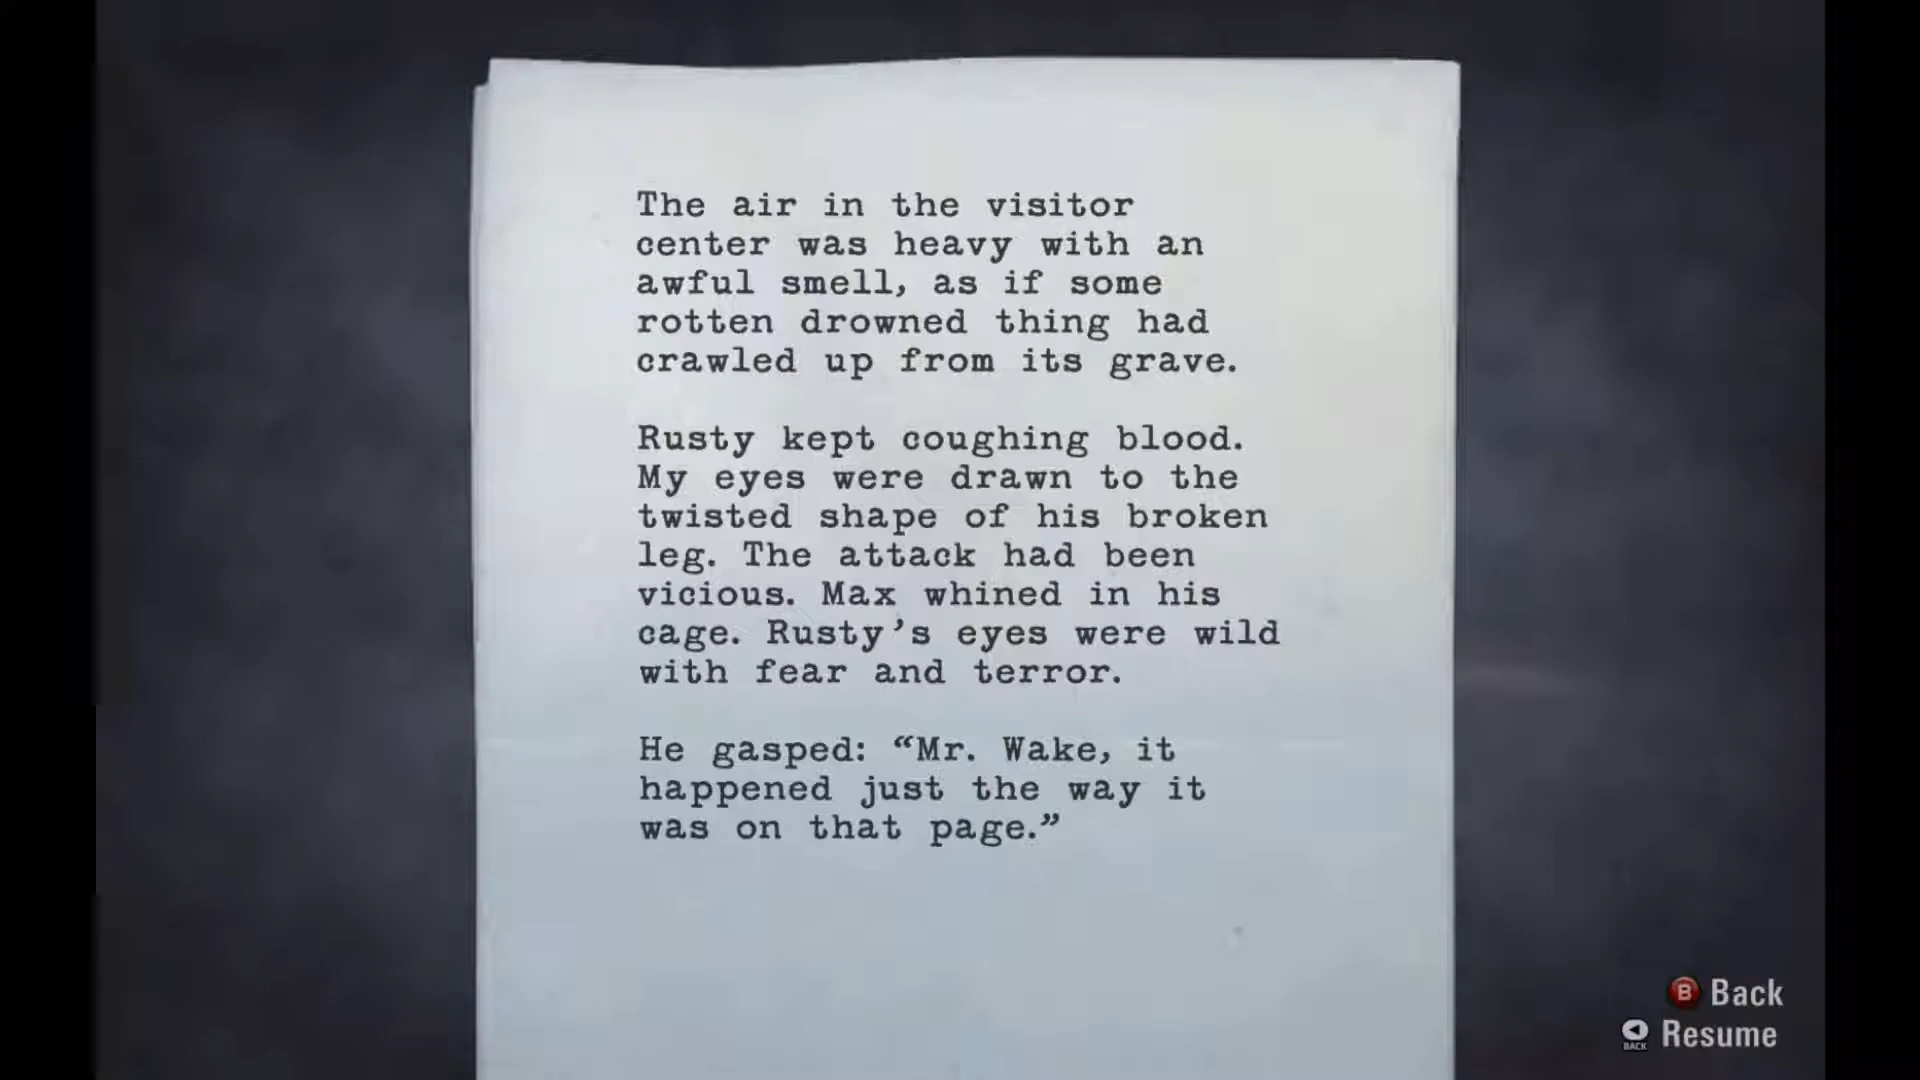 The air in the visitor
center was heavy with an
awful smell, as if some
rotten drowned thing had
crawled up from its grave.
Rusty kept coughing blood.
My eyes were drawn to the
twisted shape of his broken
leg. The attack had been
vicious. Max whined in his
cage. Rusty’s eyes were wild
with fear and terror.
He gasped: “Mr. Wake, it
happened just the way it
was on that page.”
B Back
BACK Resume